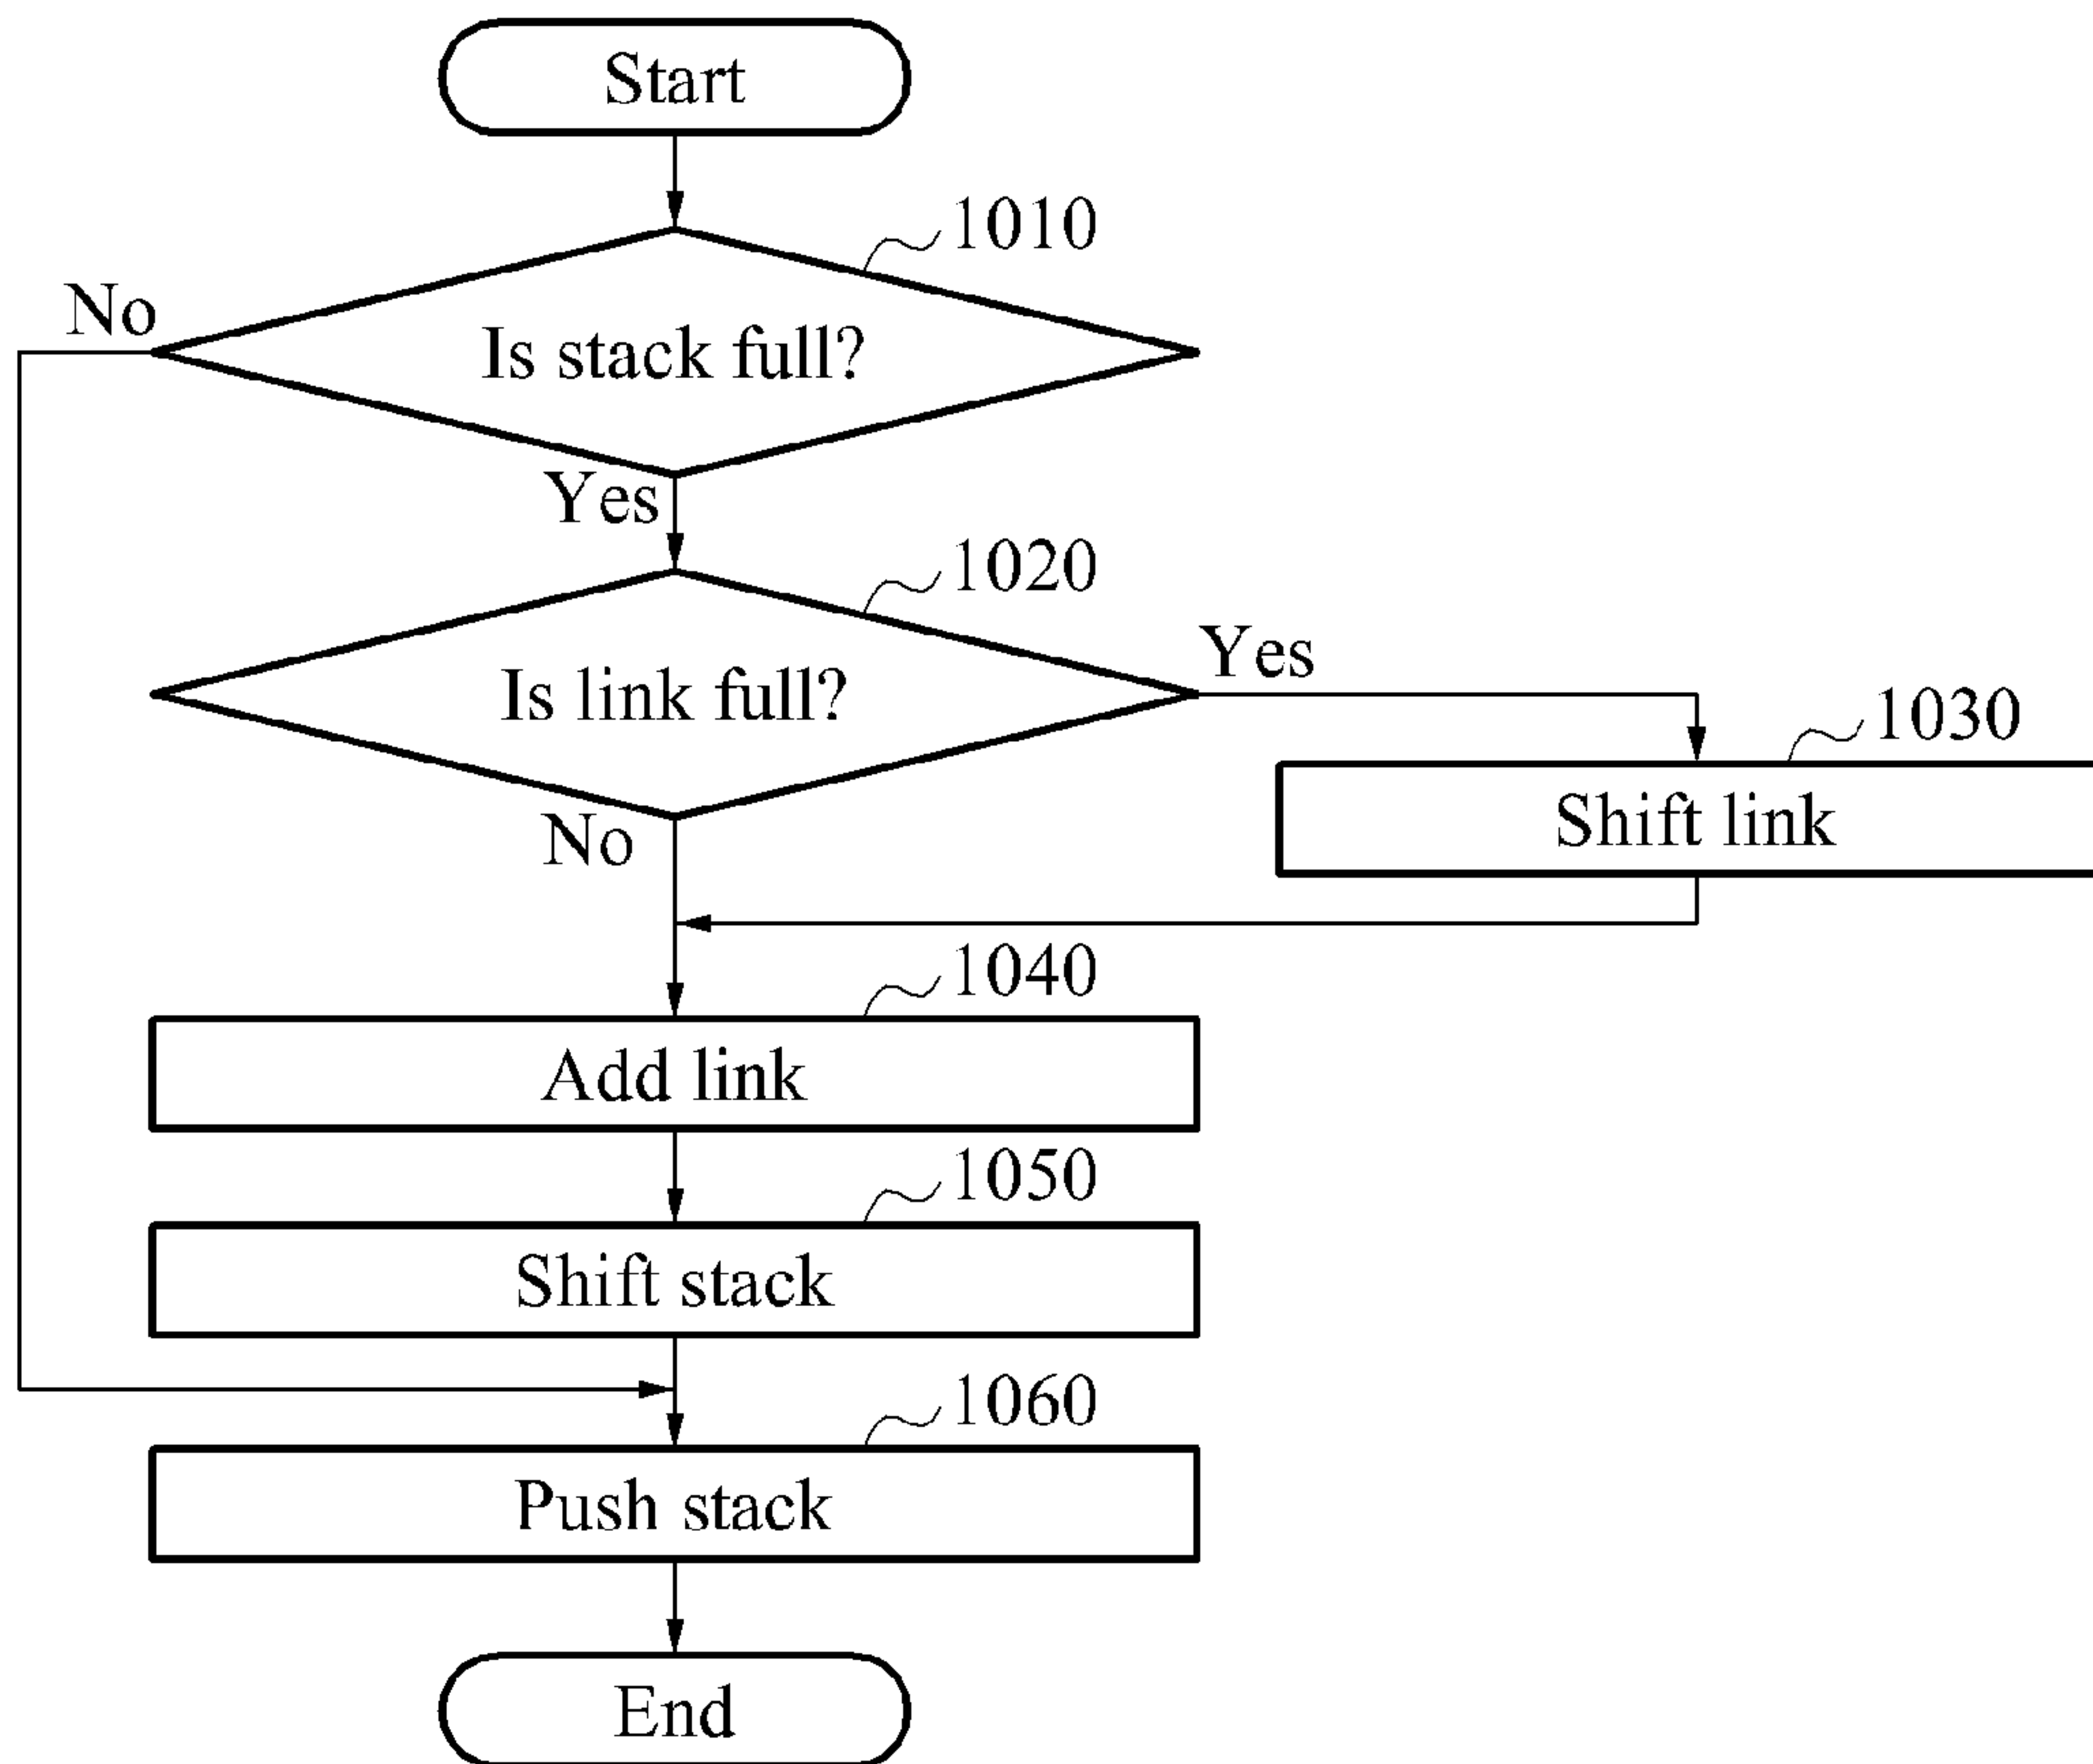 Start
1010
No
Is stack full?
Yes
1020
Yes
Is link full?
1030
Shift link
No
1040
Add link
1050
Shift stack
1060
Push stack
End